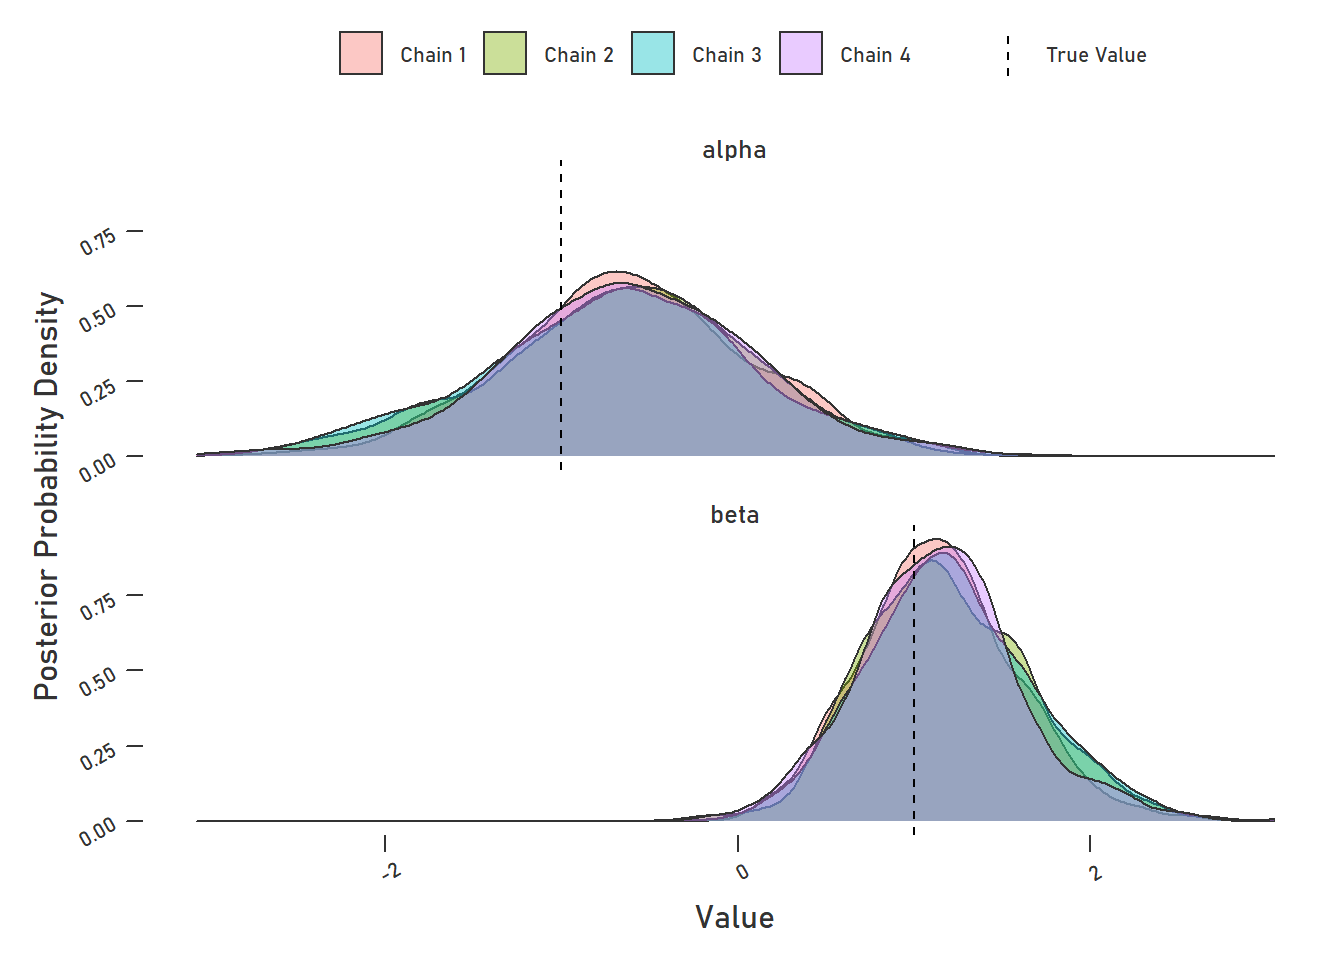 Chain 1 Chain 2 Chain 3 Chain 4 True Value
alpha
0.75
0.50
0.25
0.00
Posterior Probability Density
beta
0.75
0.50
0.25
0.00
-2 0 2
Value